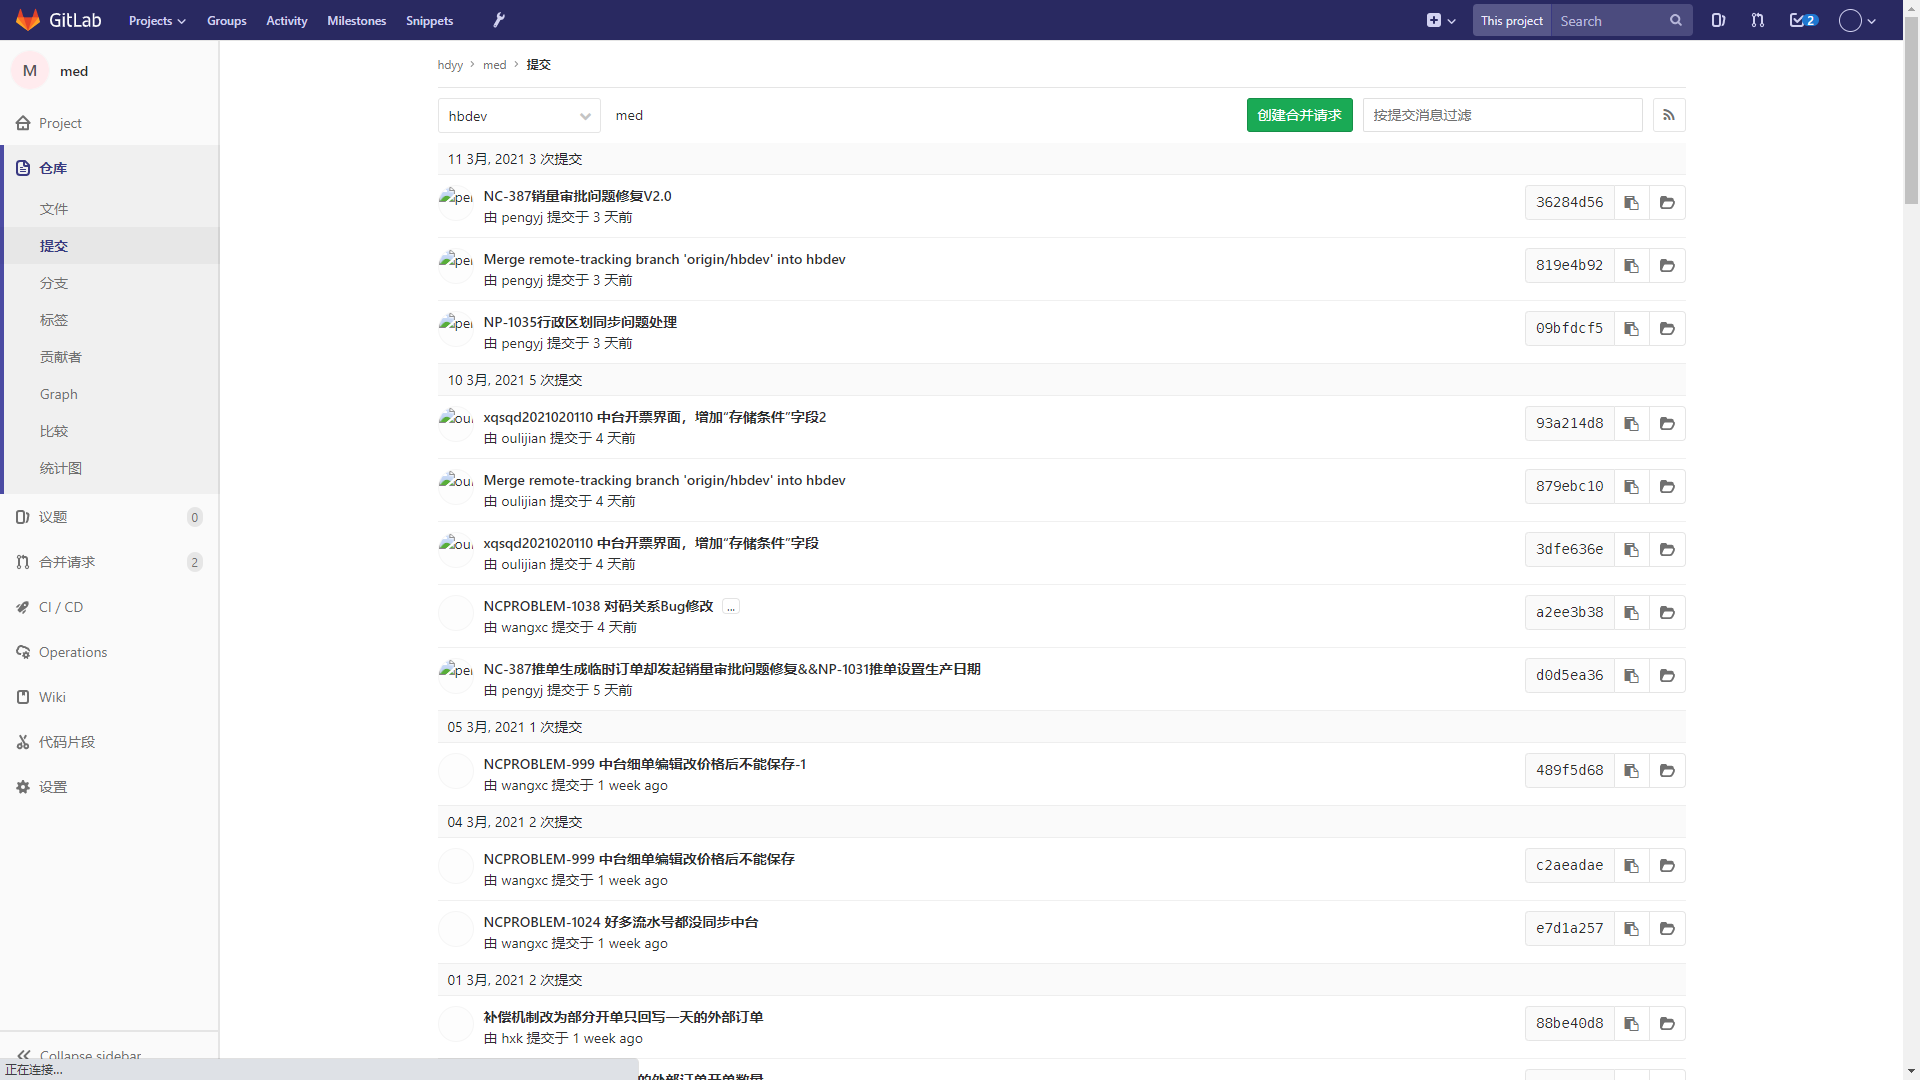 GitLab Projects Groups Activity Milestones Snippets This project Search 2
M med
Project
仓库
文件
提交
分支
标签
贡献者
Graph
比较
统计图
议题 0
合并请求 2
CI / CD
Operations
Wiki
代码片段
设置
Collapse sidebar
正在连接...
hdyy > med > 提交
hbdev med 创建合并请求 按提交消息过滤
11 3月, 2021 3 次提交
NC-387销量审批问题修复V2.0
由 pengyj 提交于 3 天前
36284d56
Merge remote-tracking branch 'origin/hbdev' into hbdev
由 pengyj 提交于 3 天前
819e4b92
NP-1035行政区划同步问题处理
由 pengyj 提交于 3 天前
09bfdcf5
10 3月, 2021 5 次提交
xqsqd2021020110 中台开票界面，增加“存储条件”字段2
由 oulijian 提交于 4 天前
93a214d8
Merge remote-tracking branch 'origin/hbdev' into hbdev
由 oulijian 提交于 4 天前
879ebc10
xqsqd2021020110 中台开票界面，增加“存储条件”字段
由 oulijian 提交于 4 天前
3dfe636e
NCPROBLEM-1038 对码关系Bug修改 ...
由 wangxc 提交于 4 天前
a2ee3b38
NC-387推单生成临时订单却发起销量审批问题修复&&NP-1031推单设置生产日期
由 pengyj 提交于 5 天前
d0d5ea36
05 3月, 2021 1 次提交
NCPROBLEM-999 中台细单编辑改价格后不能保存-1
由 wangxc 提交于 1 week ago
489f5d68
04 3月, 2021 2 次提交
NCPROBLEM-999 中台细单编辑改价格后不能保存
由 wangxc 提交于 1 week ago
c2aeadae
NCPROBLEM-1024 好多流水号都没同步中台
由 wangxc 提交于 1 week ago
e7d1a257
01 3月, 2021 2 次提交
补偿机制改为部分开单只回写一天的外部订单
由 hxk 提交于 1 week ago
88be40d8
的外部订单开单数量